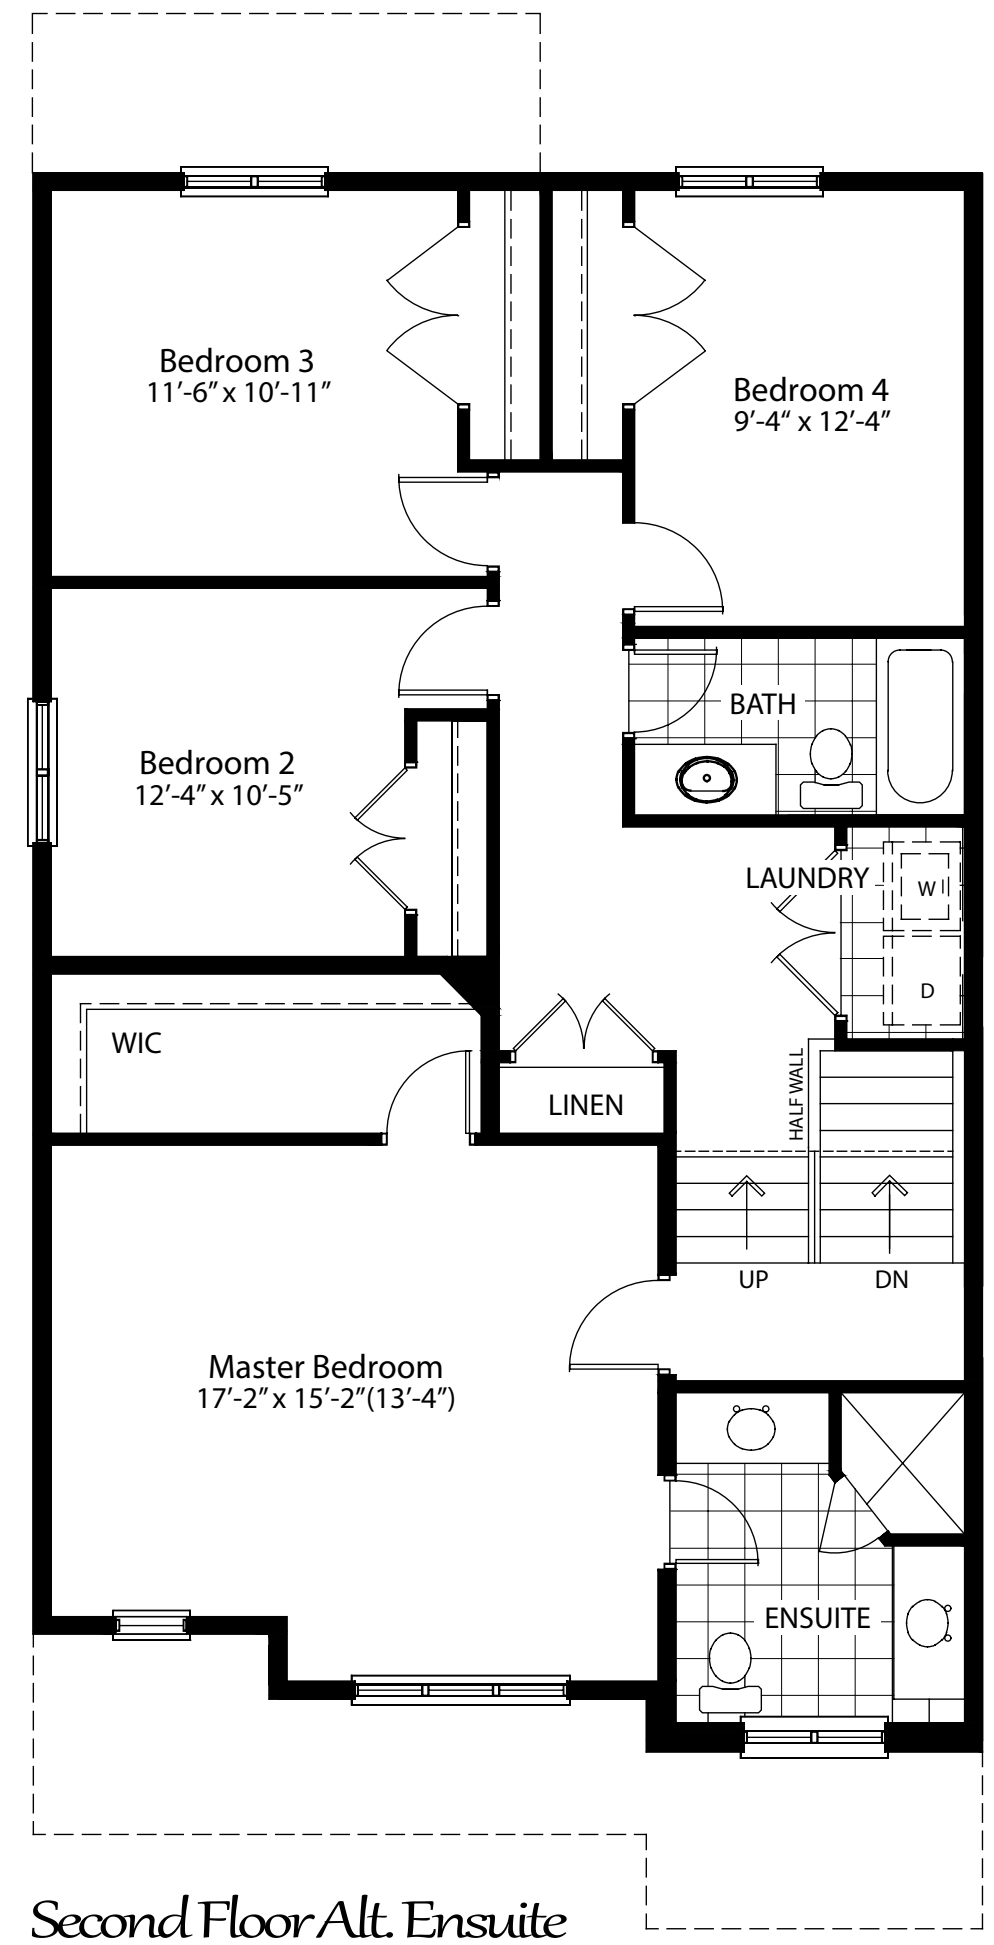 Bedroom 3
11’-6” x 10’-11”
Bedroom 4
9’-4“ x 12’-4”
BATH
Bedroom 2
12’-4” x 10’-5”
LAUNDRY
W
D
WIC
LINEN
HALF WALL
UP
DN
Master Bedroom
17’-2” x 15’-2”(13’-4”)
ENSUITE
Second Floor Alt. Ensuite